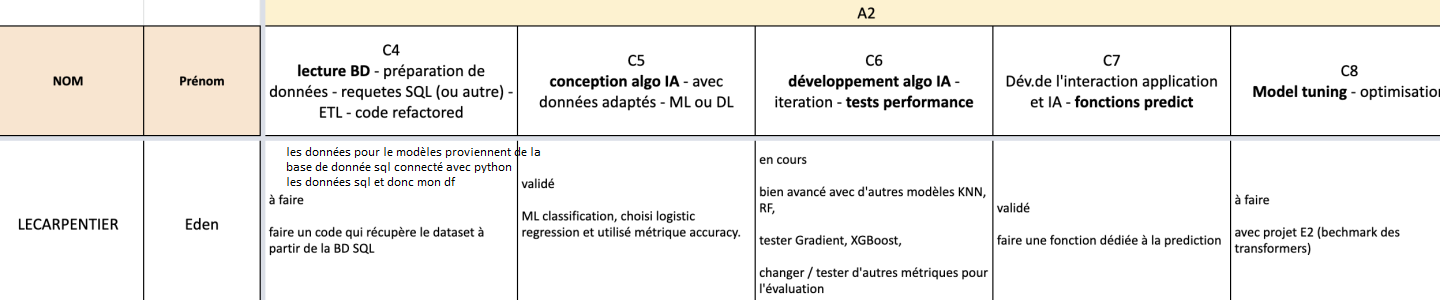 A2
NOM
Prénom
C4
lecture BD - préparation de
données - requetes SQL (ou autre) -
ETL - code refactored
C5
conception algo IA - avec
données adaptés - ML ou DL
C6
développement algo IA -
iteration - tests performance
C7
Dév.de l'interaction application
et IA - fonctions predict
C8
Model tuning - optimisation
LECARPENTIER
Eden
les données pour le modèles proviennent de la
base de donnée sql connecté avec python
les données sql et donc mon df
à faire
faire un code qui récupère le dataset à
partir de la BD SQL
validé
ML classification, choisi logistic
regression et utilisé métrique accuracy.
en cours
bien avancé avec d'autres modèles KNN,
RF,
tester Gradient, XGBoost,
changer / tester d'autres métriques pour
l'évaluation
validé
faire une fonction dédiée à la prediction
à faire
avec projet E2 (bechmark des
transformers)